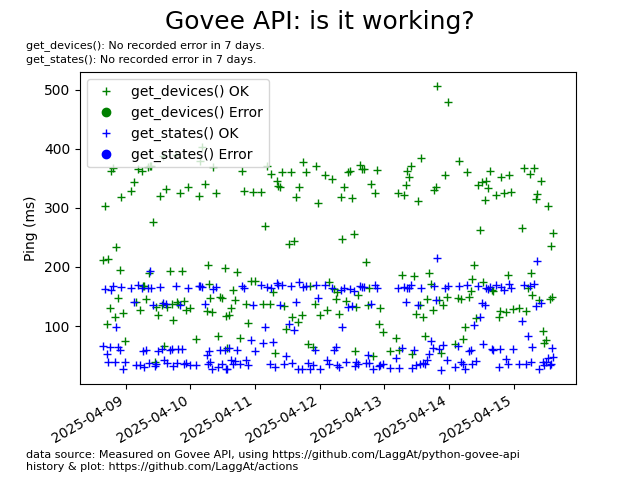 Govee API: is it working?
get_devices(): No recorded error in 7 days.
get_states(): No recorded error in 7 days.
get_devices() OK
get_devices() Error
get_states() OK
get_states() Error
500
400
300
200
100
Ping (ms)
2025-04-09
2025-04-10
2025-04-11
2025-04-12
2025-04-13
2025-04-14
2025-04-15
data source: Measured on Govee API, using https://github.com/LaggAt/python-govee-api
history & plot: https://github.com/LaggAt/actions